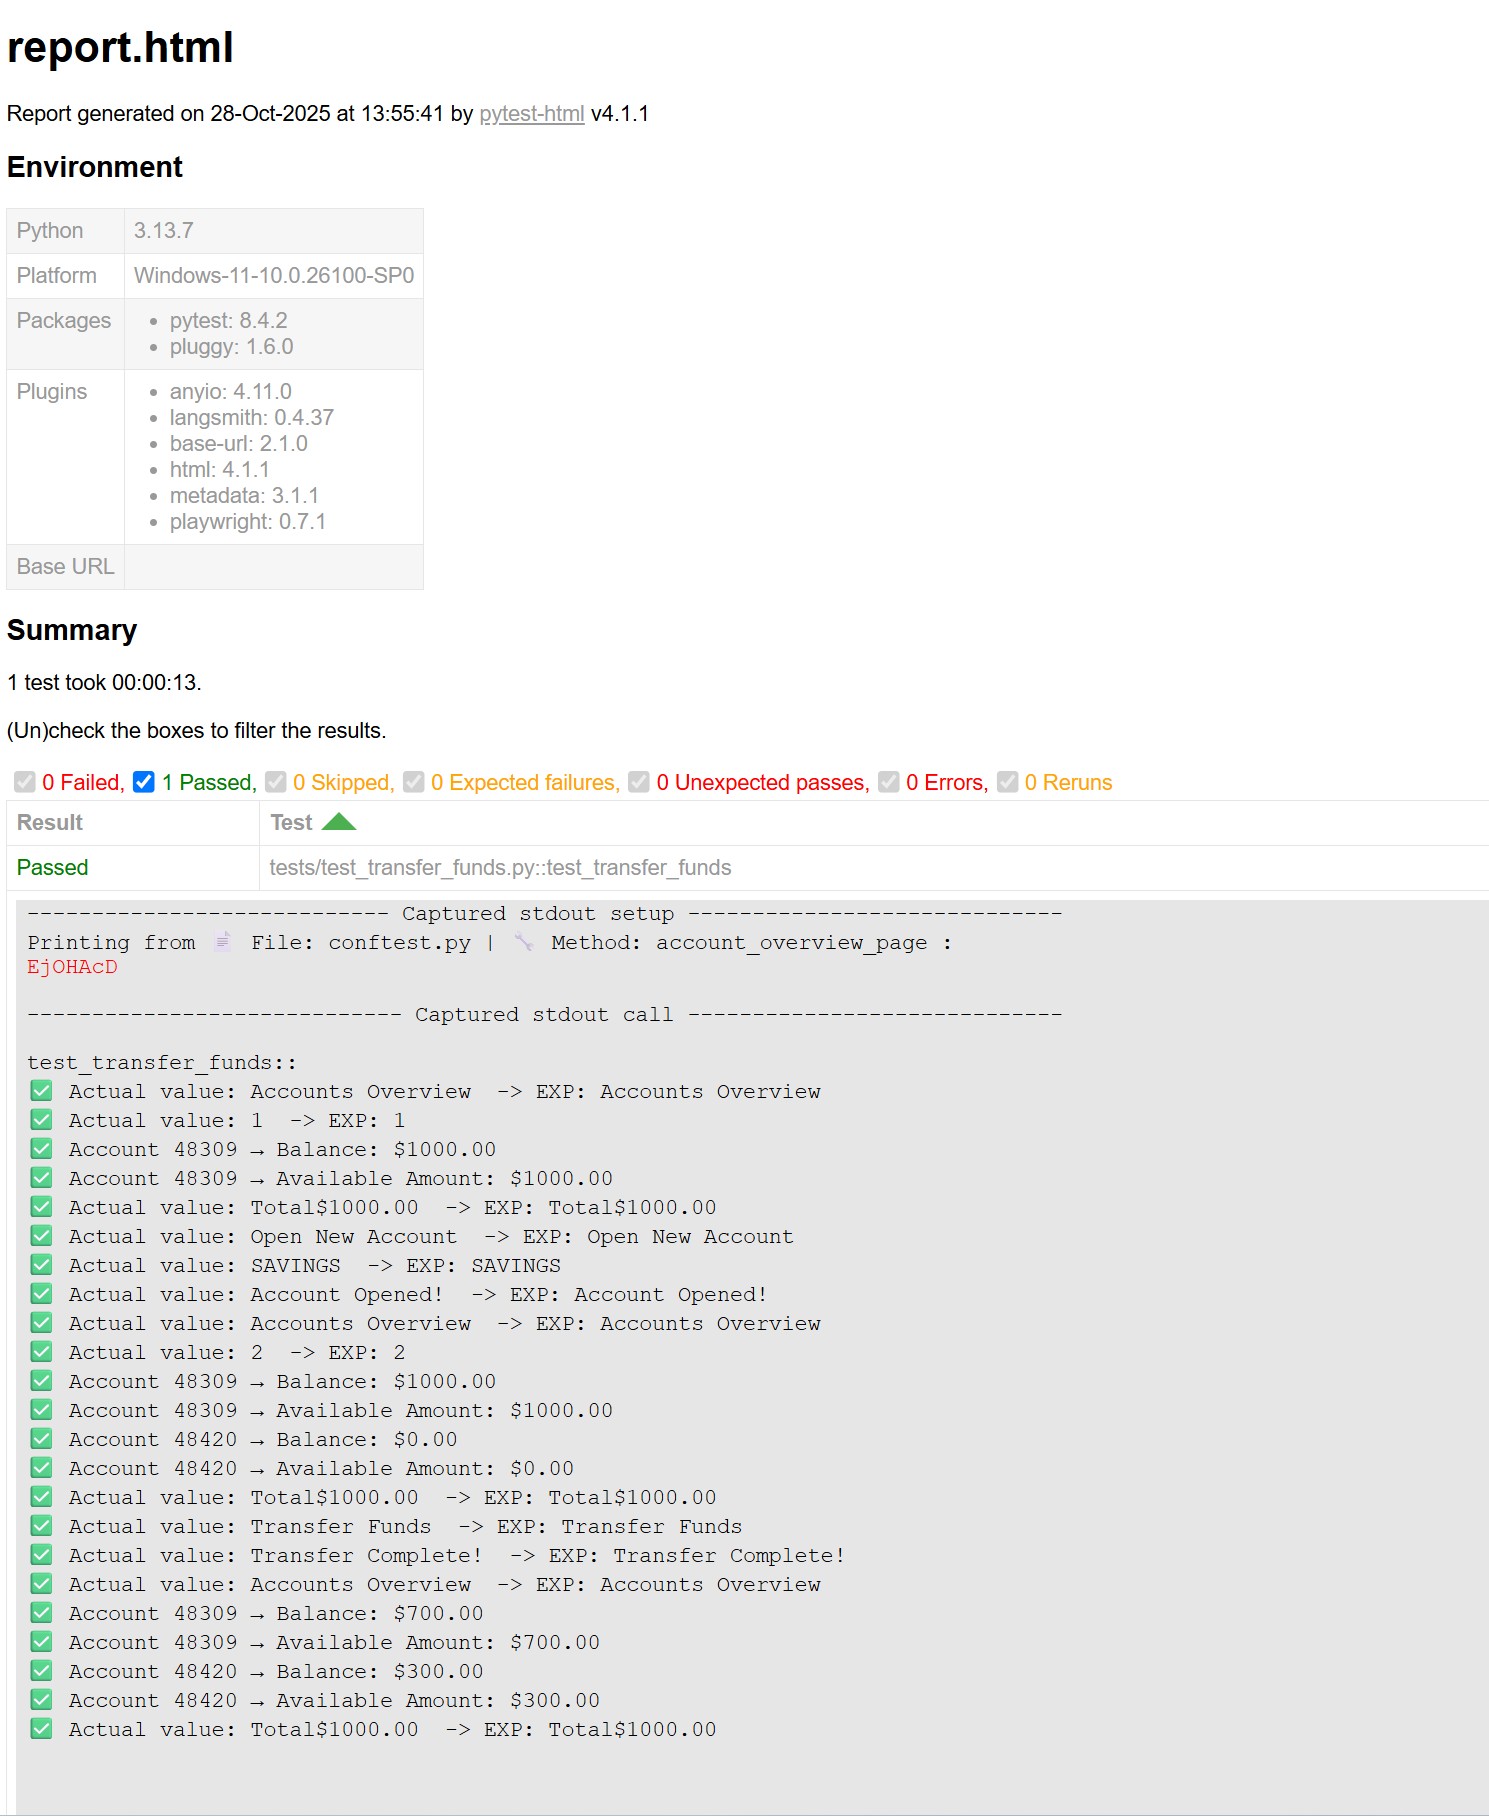 report.html
Report generated on 28-Oct-2025 at 13:55:41 by pytest-html v4.1.1
Environment
Python 3.13.7
Platform Windows-11-10.0.26100-SP0
Packages
• pytest: 8.4.2
• pluggy: 1.6.0
Plugins
• anyio: 4.11.0
• langsmith: 0.4.37
• base-url: 2.1.0
• html: 4.1.1
• metadata: 3.1.1
• playwright: 0.7.1
Base URL
Summary
1 test took 00:00:13.
(Un)check the boxes to filter the results.
0 Failed, 1 Passed, 0 Skipped, 0 Expected failures, 0 Unexpected passes, 0 Errors, 0 Reruns
Result Test
Passed tests/test_transfer_funds.py::test_transfer_funds
---------------------------- Captured stdout setup -----------------------------
Printing from 📄 File: conftest.py | 🔧 Method: account_overview_page :
EjOHAcD
----------------------------- Captured stdout call -----------------------------
test_transfer_funds::
✅ Actual value: Accounts Overview -> EXP: Accounts Overview
✅ Actual value: 1 -> EXP: 1
✅ Account 48309 → Balance: $1000.00
✅ Account 48309 → Available Amount: $1000.00
✅ Actual value: Total$1000.00 -> EXP: Total$1000.00
✅ Actual value: Open New Account -> EXP: Open New Account
✅ Actual value: SAVINGS -> EXP: SAVINGS
✅ Actual value: Account Opened! -> EXP: Account Opened!
✅ Actual value: Accounts Overview -> EXP: Accounts Overview
✅ Actual value: 2 -> EXP: 2
✅ Account 48309 → Balance: $1000.00
✅ Account 48309 → Available Amount: $1000.00
✅ Account 48420 → Balance: $0.00
✅ Account 48420 → Available Amount: $0.00
✅ Actual value: Total$1000.00 -> EXP: Total$1000.00
✅ Actual value: Transfer Funds -> EXP: Transfer Funds
✅ Actual value: Transfer Complete! -> EXP: Transfer Complete!
✅ Actual value: Accounts Overview -> EXP: Accounts Overview
✅ Account 48309 → Balance: $700.00
✅ Account 48309 → Available Amount: $700.00
✅ Account 48420 → Balance: $300.00
✅ Account 48420 → Available Amount: $300.00
✅ Actual value: Total$1000.00 -> EXP: Total$1000.00